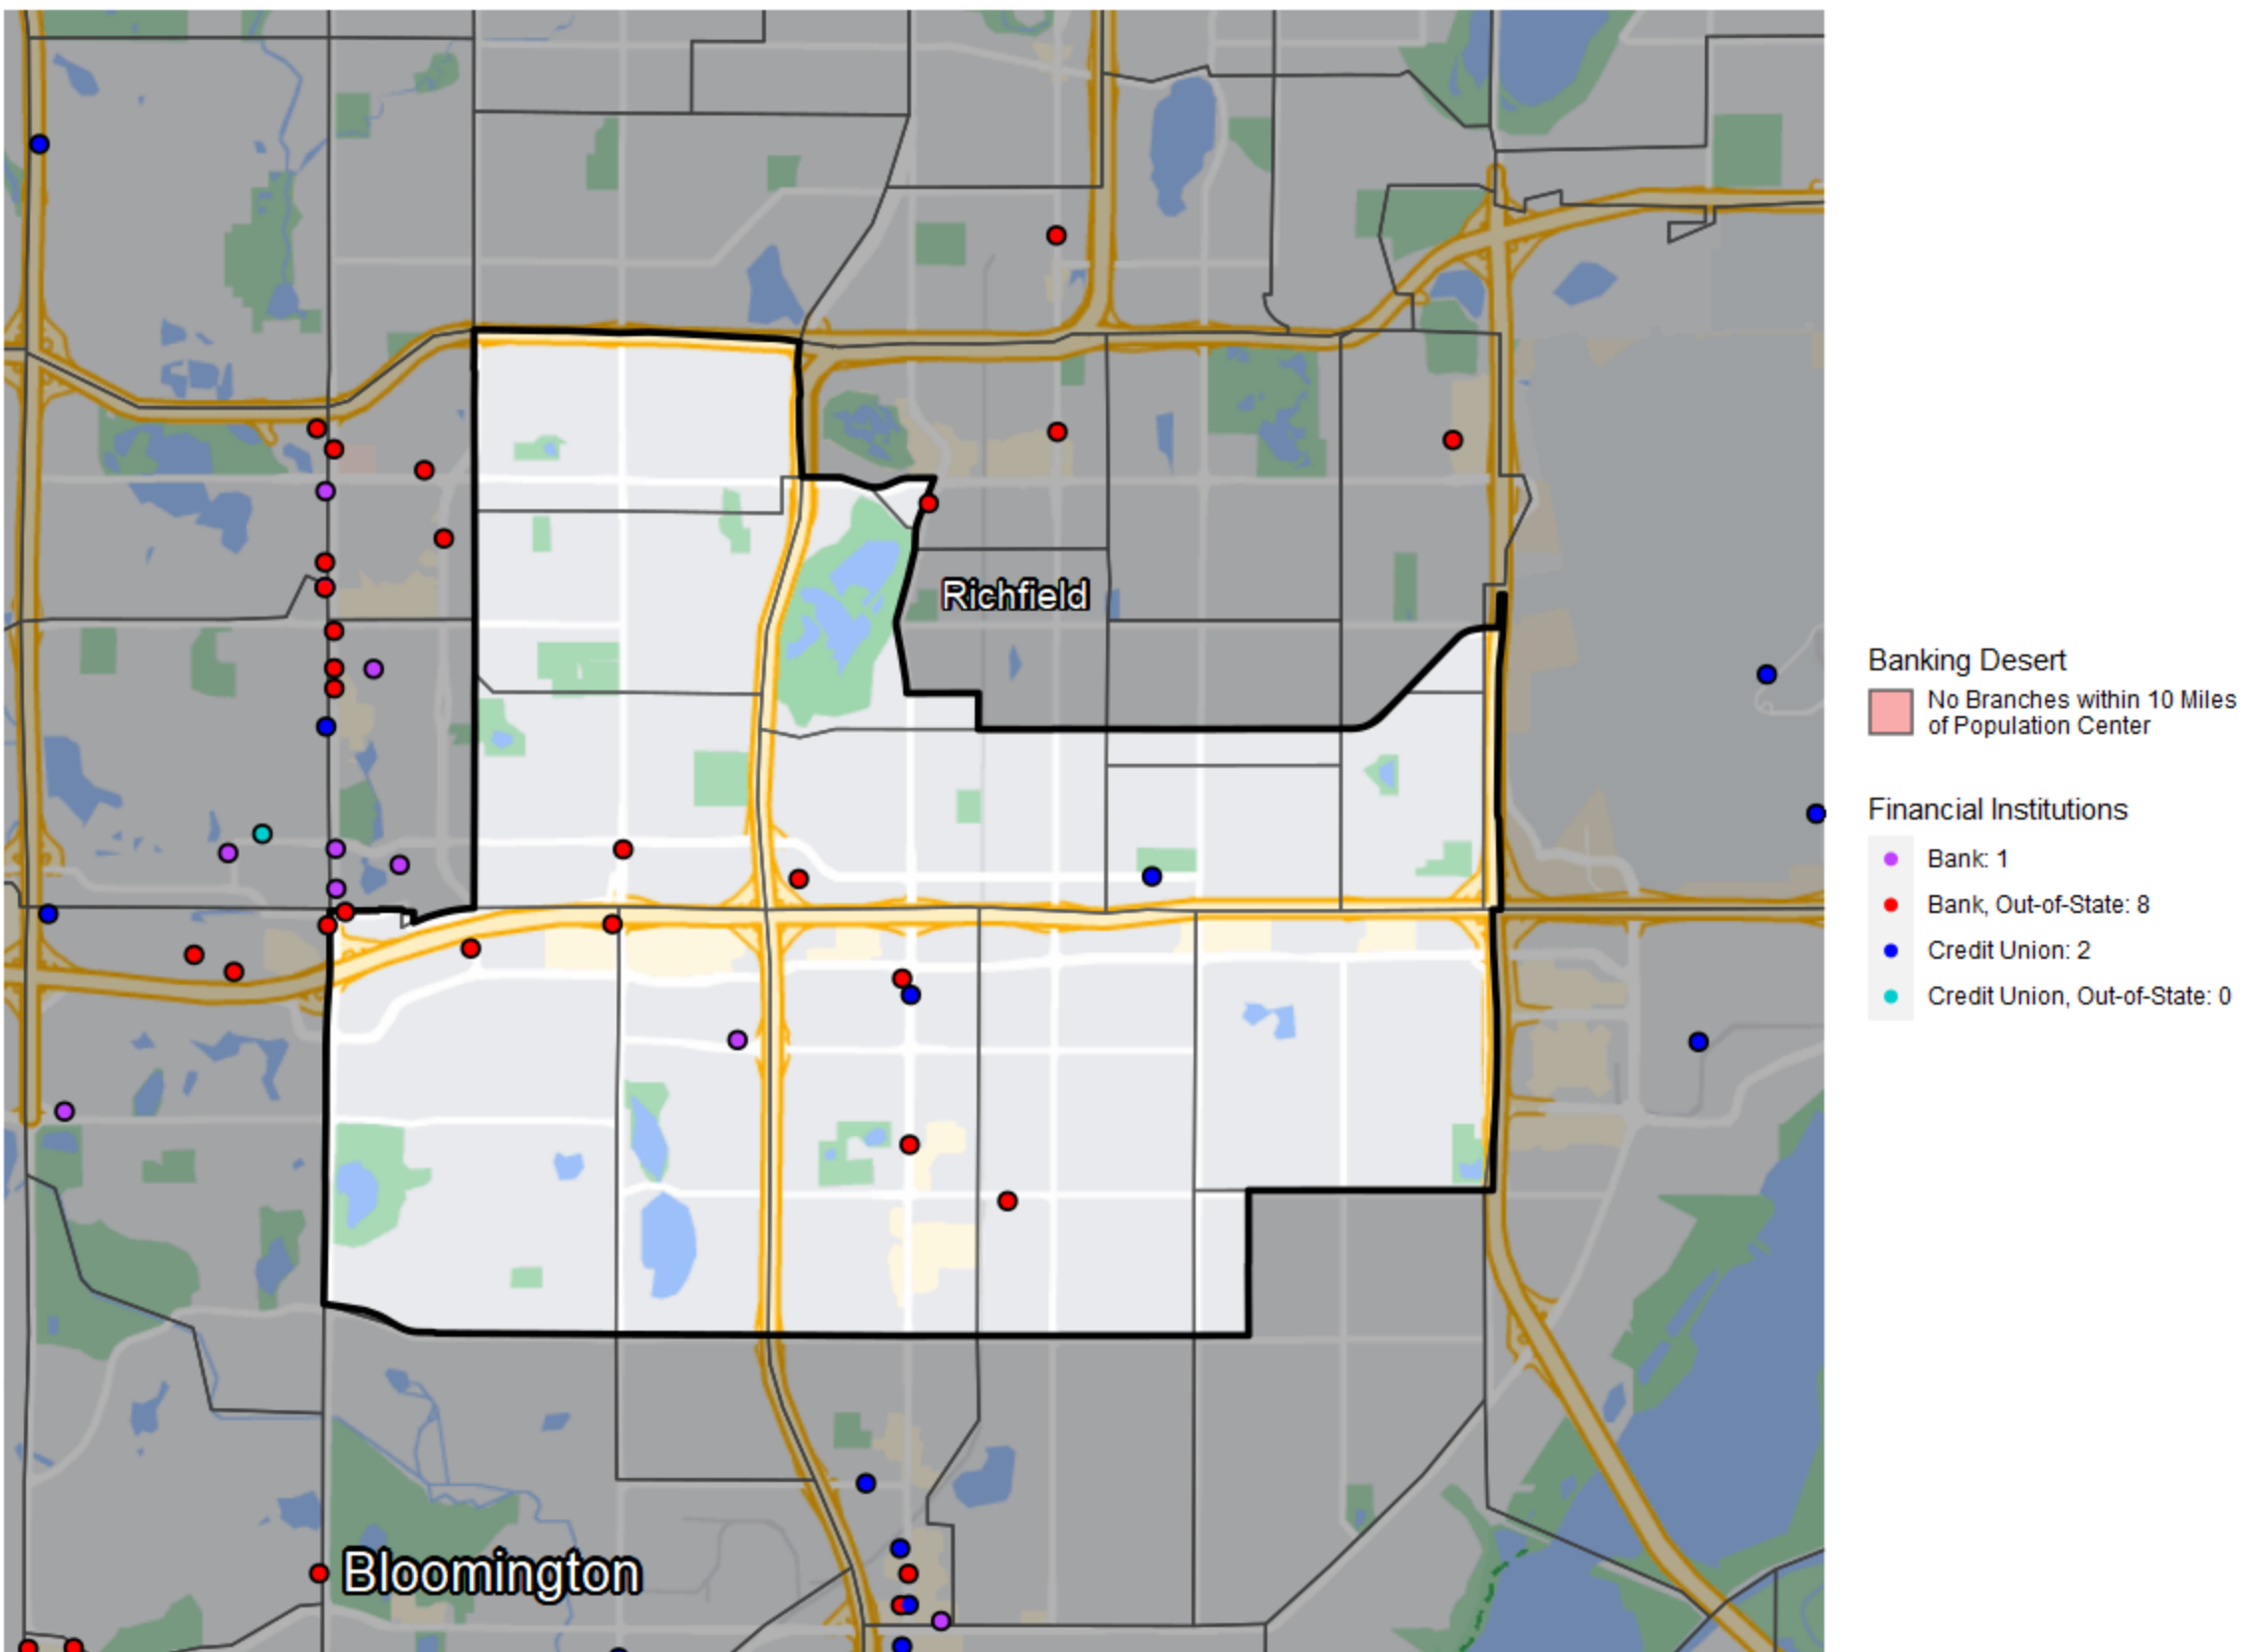 Richfield
Bloomington
Banking Desert
No Branches within 10 Miles
of Population Center
Financial Institutions
Bank: 1
Bank, Out-of-State: 8
Credit Union: 2
Credit Union, Out-of-State: 0